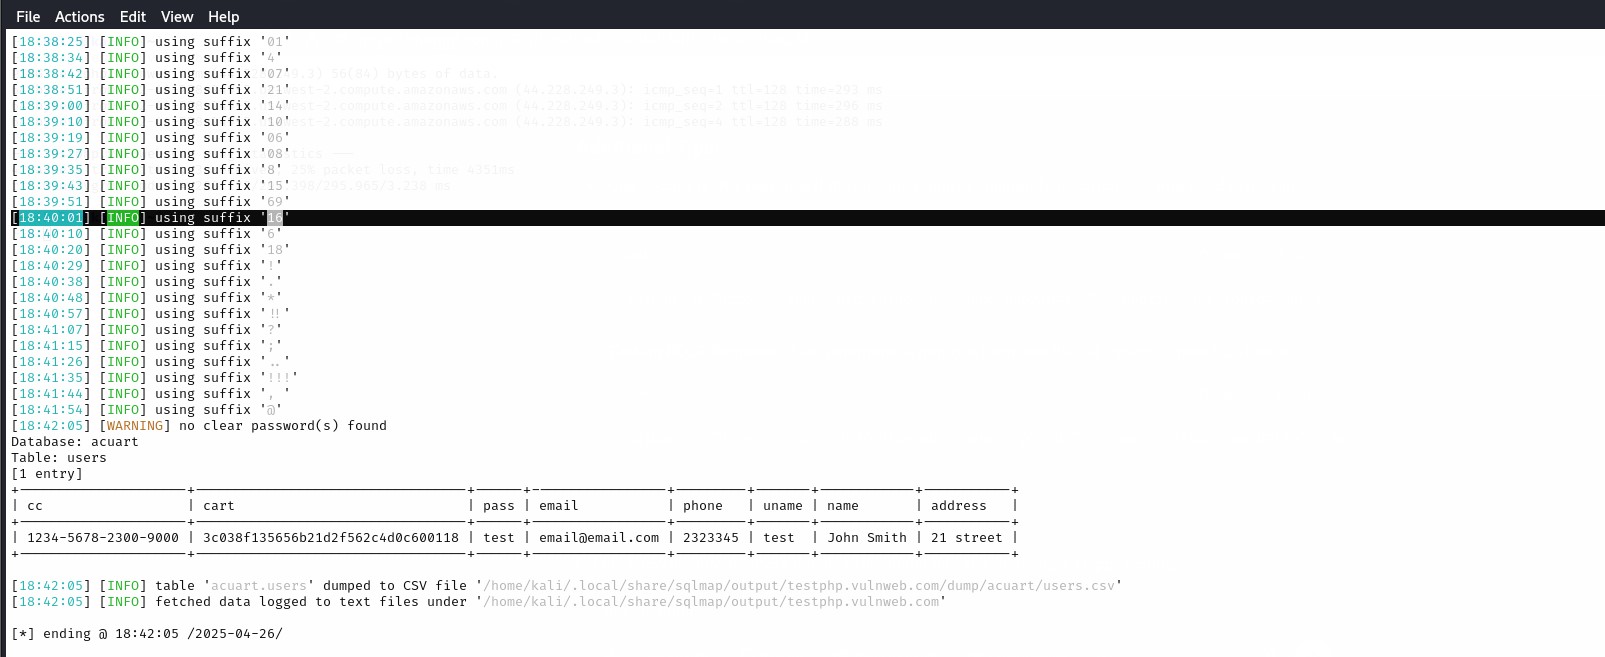 File Actions Edit View Help
[18:38:25] [INFO] using suffix '01'
[18:38:34] [INFO] using suffix '4'
[18:38:42] [INFO] using suffix '07'
[18:38:51] [INFO] using suffix '21'
[18:39:00] [INFO] using suffix '14'
[18:39:10] [INFO] using suffix '10'
[18:39:19] [INFO] using suffix '06'
[18:39:27] [INFO] using suffix '08'
[18:39:35] [INFO] using suffix '8'
[18:39:43] [INFO] using suffix '15'
[18:39:51] [INFO] using suffix '69'
[18:40:01] [INFO] using suffix '16'
[18:40:10] [INFO] using suffix '6'
[18:40:20] [INFO] using suffix '18'
[18:40:29] [INFO] using suffix '!'
[18:40:38] [INFO] using suffix '.'
[18:40:48] [INFO] using suffix '*'
[18:40:57] [INFO] using suffix '!!'
[18:41:07] [INFO] using suffix '?'
[18:41:15] [INFO] using suffix ';'
[18:41:26] [INFO] using suffix '..'
[18:41:35] [INFO] using suffix '!!!'
[18:41:44] [INFO] using suffix ', '
[18:41:54] [INFO] using suffix '@'
[18:42:05] [WARNING] no clear password(s) found
Database: acuart
Table: users
[1 entry]
| cc | cart | pass | email | phone | uname | name | address |
| 1234-5678-2300-9000 | 3c038f135656b21d2f562c4d0c600118 | test | email@email.com | 2323345 | test | John Smith | 21 street |
[18:42:05] [INFO] table 'acuart.users' dumped to CSV file '/home/kali/.local/share/sqlmap/output/testphp.vulnweb.com/dump/acuart/users.csv'
[18:42:05] [INFO] fetched data logged to text files under '/home/kali/.local/share/sqlmap/output/testphp.vulnweb.com'
[*] ending @ 18:42:05 /2025-04-26/